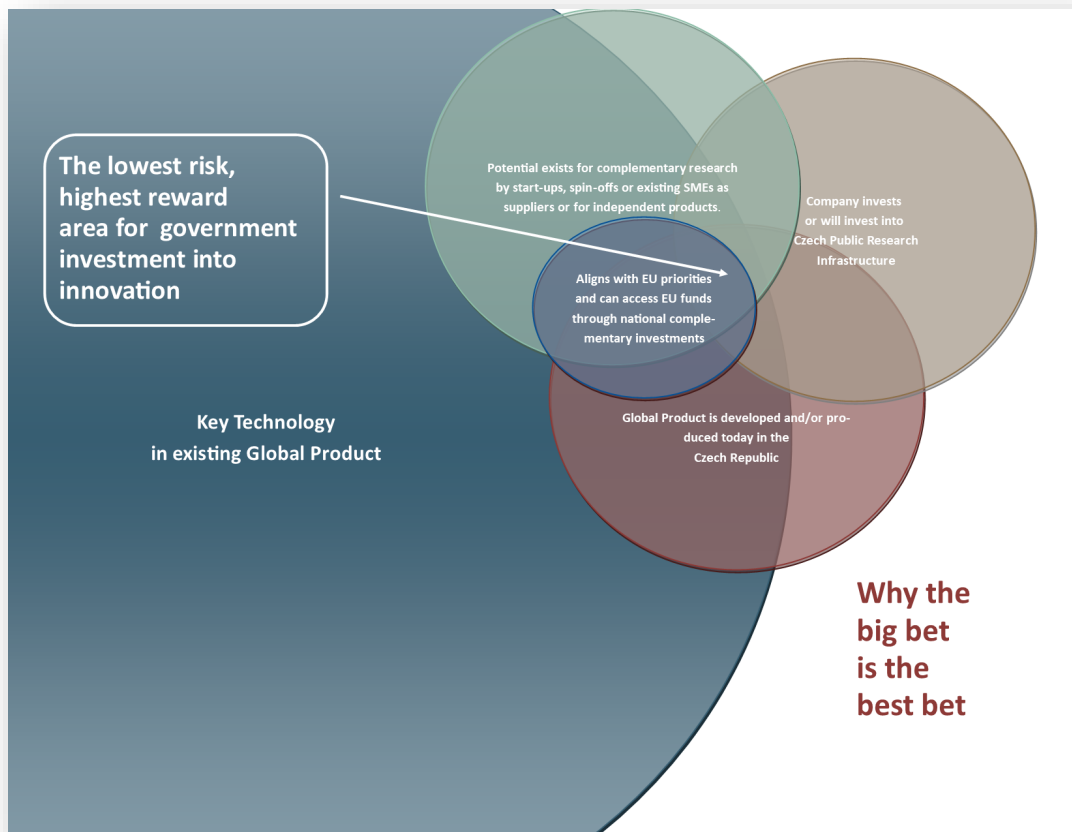 The lowest risk,
highest reward
area for government
investment into
innovation
Potential exists for complementary research
by start-ups, spin-offs or existing SMEs as
suppliers or for independent products.
Company invests
or will invest into
Czech Public Research
Infrastructure
Aligns with EU priorities
and can access EU funds
through national comple-
mentary investments
Key Technology
in existing Global Product
Global Product is developed and/or pro-
duced today in the
Czech Republic
Why the
big bet
is the
best bet